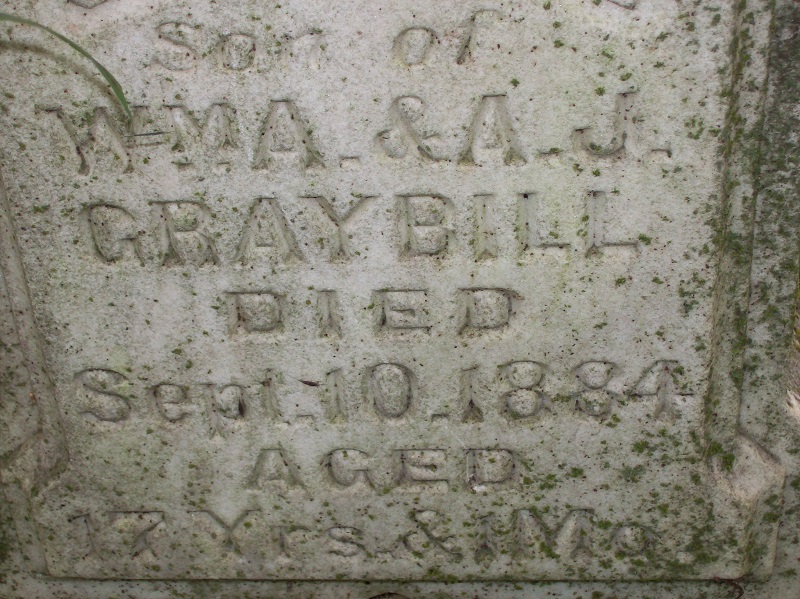 Son of
Wm. A. & A. J.
GRAYBILL
DIED
Sept. 10. 1884
AGED
17 Yrs. & 1 Mo.